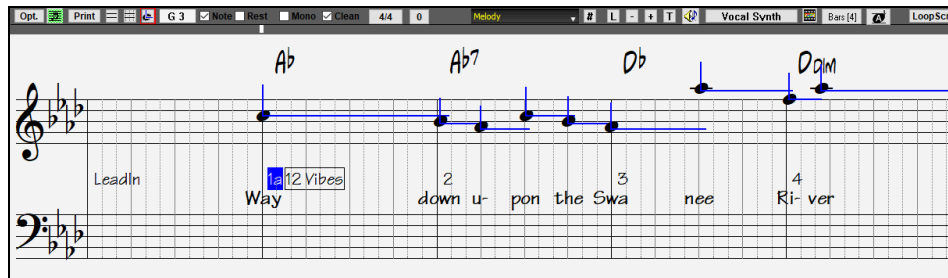 Opt. Print G 3 Note Rest Mono Clean 4/4 0 Melody # L - + T Vocal Synth Bars [4] A LoopScr
Ab Ab7 Db Ddim
LeadIn 1a 12 Vibes 2 3 4
Way down u- pon the Swa nee Ri- ver